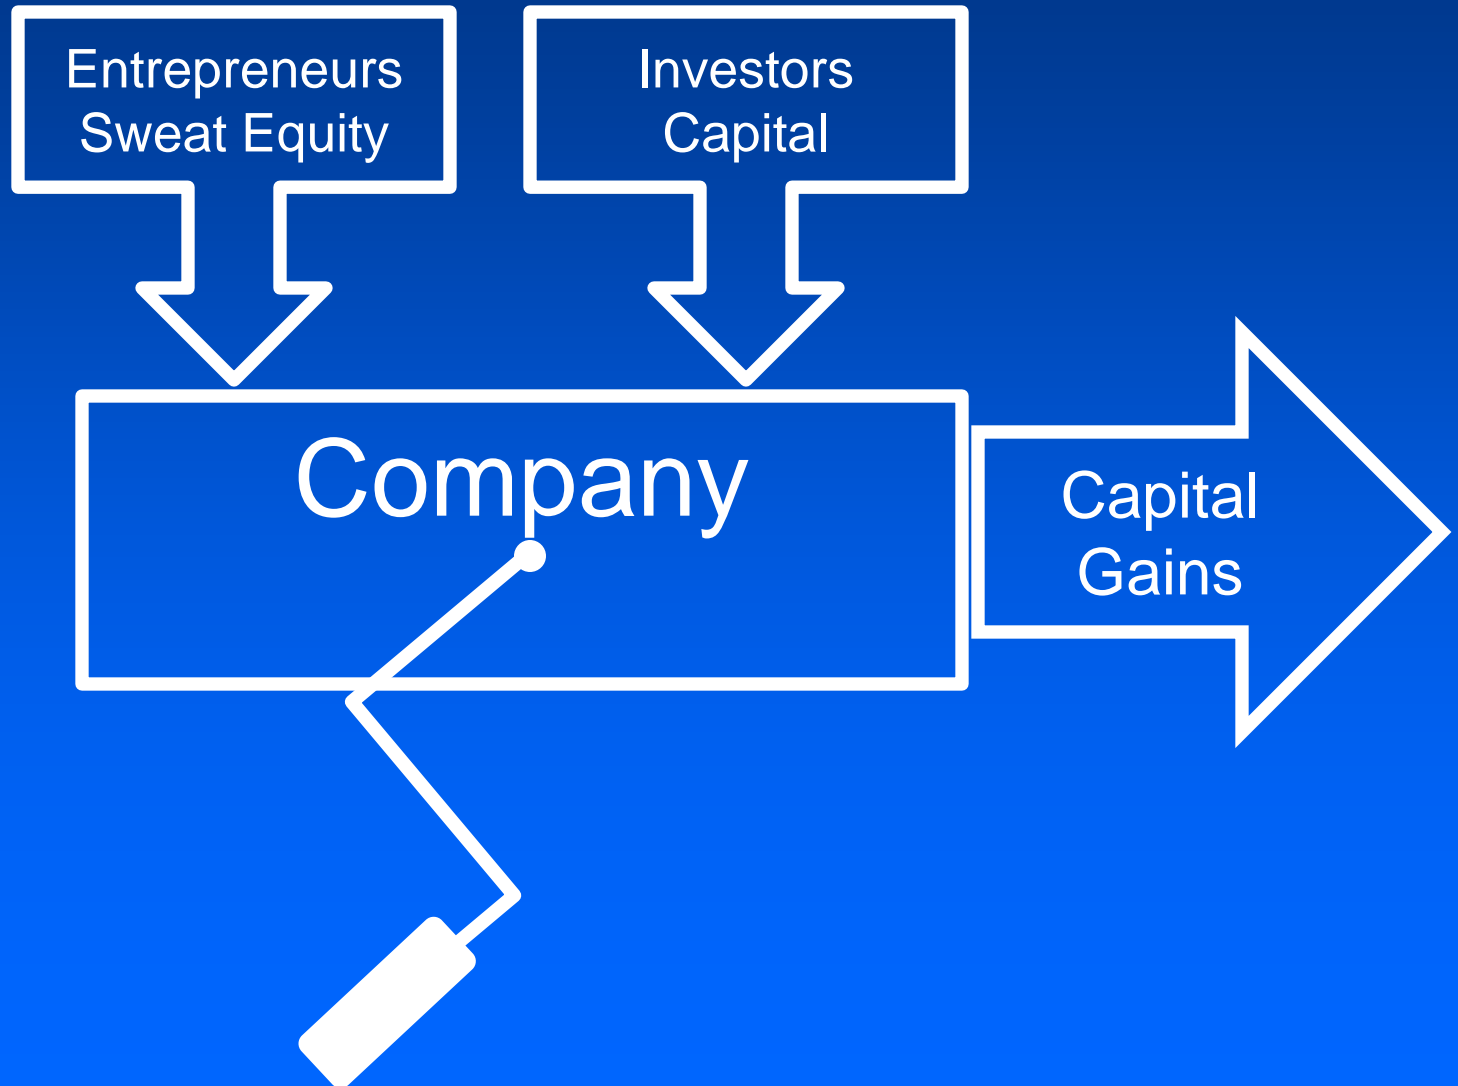 Entrepreneurs
Sweat Equity
Investors
Capital
Company
Capital
Gains